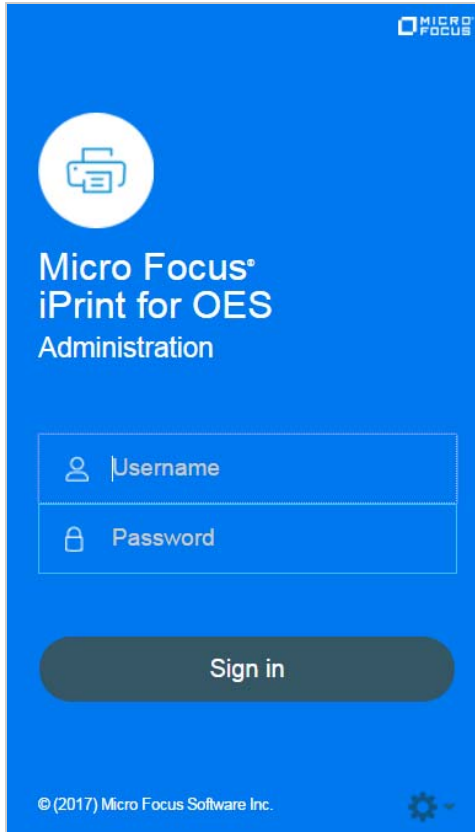 MICRO
FOCUS
Micro Focus®
iPrint for OES
Administration
Username
Password
Sign in
© (2017) Micro Focus Software Inc.